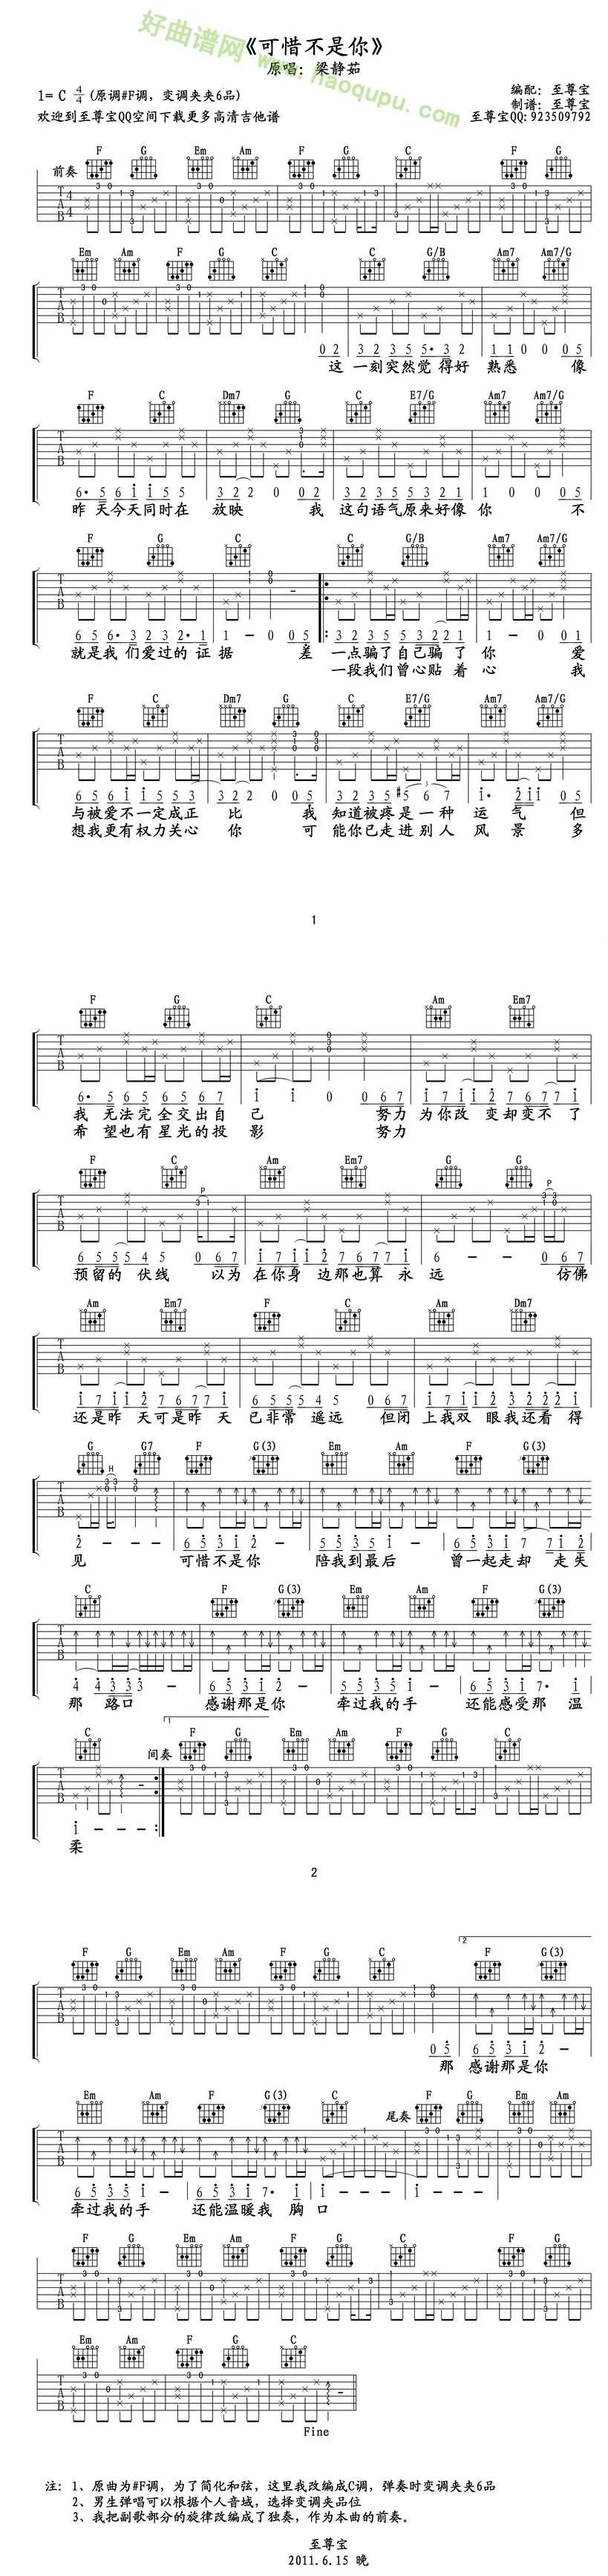 好曲谱网
www.haoqupu.com
《可惜不是你》
原唱：梁静茹
1= C 4/4 (原调#F调，变调夹夹6品)
欢迎到至尊宝QQ空间下载更多高清吉他谱
编配：至尊宝
制谱：至尊宝
至尊宝QQ:923509792
前奏
F G Em Am F G C F G
Em Am F G C C G/B Am7 Am7/G
这 一刻突然觉 得好 熟悉 像
F C Dm7 G C E7/G Am7 Am7/G
昨 天今天同时在 放映 我 这句语气原来好像 你 不
F G C C G/B Am7 Am7/G
就是我 们爱过的 证 据 差 一点骗了自己骗 了 你 爱
一段我们曾心贴 着 心 我
F C Dm7 G C E7/G Am7 Am7/G
与被爱不一定成正 比 我 知道被疼是一种 运 气 但
想我更有权力关心 你 可 能你已走进别人 风 景 多
1
F G C Am Em7
我 无法完全交出自 己 努力 为你改 变却变不 了
希 望也有星光的投 影 努力
F C Am Em7 G G
预留的 伏线 以为 在你身 边那也算 永 远 仿佛
Am Em7 F C Am Dm7
还是昨 天可是昨 天 已非常 遥远 但闭 上我双 眼我还看 得
G G7 F G(3) Em Am F G(3)
见 可惜不是你 陪我到最后 曾一起走却 走失
C F G(3) Em Am F G(3)
那 路口 感谢那是你 牵过我的手 还能感受那 温
C 间奏 F G Em Am F G C
柔
2
F G Em Am F G C F G(3)
那 感谢那是你
Em Am F G(3) C 尾奏 F G Em Am
牵过我的手 还能温暖我 胸 口
F G Em Am F G C F G
Em Am F G C
Fine
注: 1、原曲为#F调，为了简化和弦，这里我改编成C调，弹奏时变调夹夹6品
2、男生弹唱可以根据个人音域，选择变调夹品位
3、我把副歌部分的旋律改编成了独奏，作为本曲的前奏。
至尊宝
2011.6.15 晚